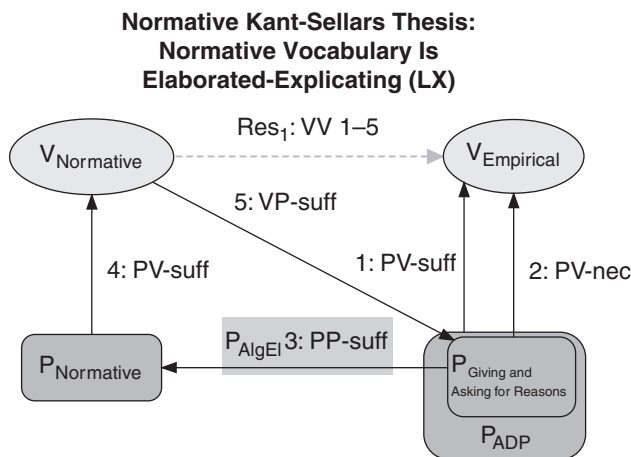 Normative Kant-Sellars Thesis:
Normative Vocabulary Is
Elaborated-Explicating (LX)
Res1: VV 1–5
VNormative
VEmpirical
5: VP-suff
4: PV-suff
1: PV-suff
2: PV-nec
PAlgEl 3: PP-suff
PNormative
PGiving and
Asking for Reasons
PADP